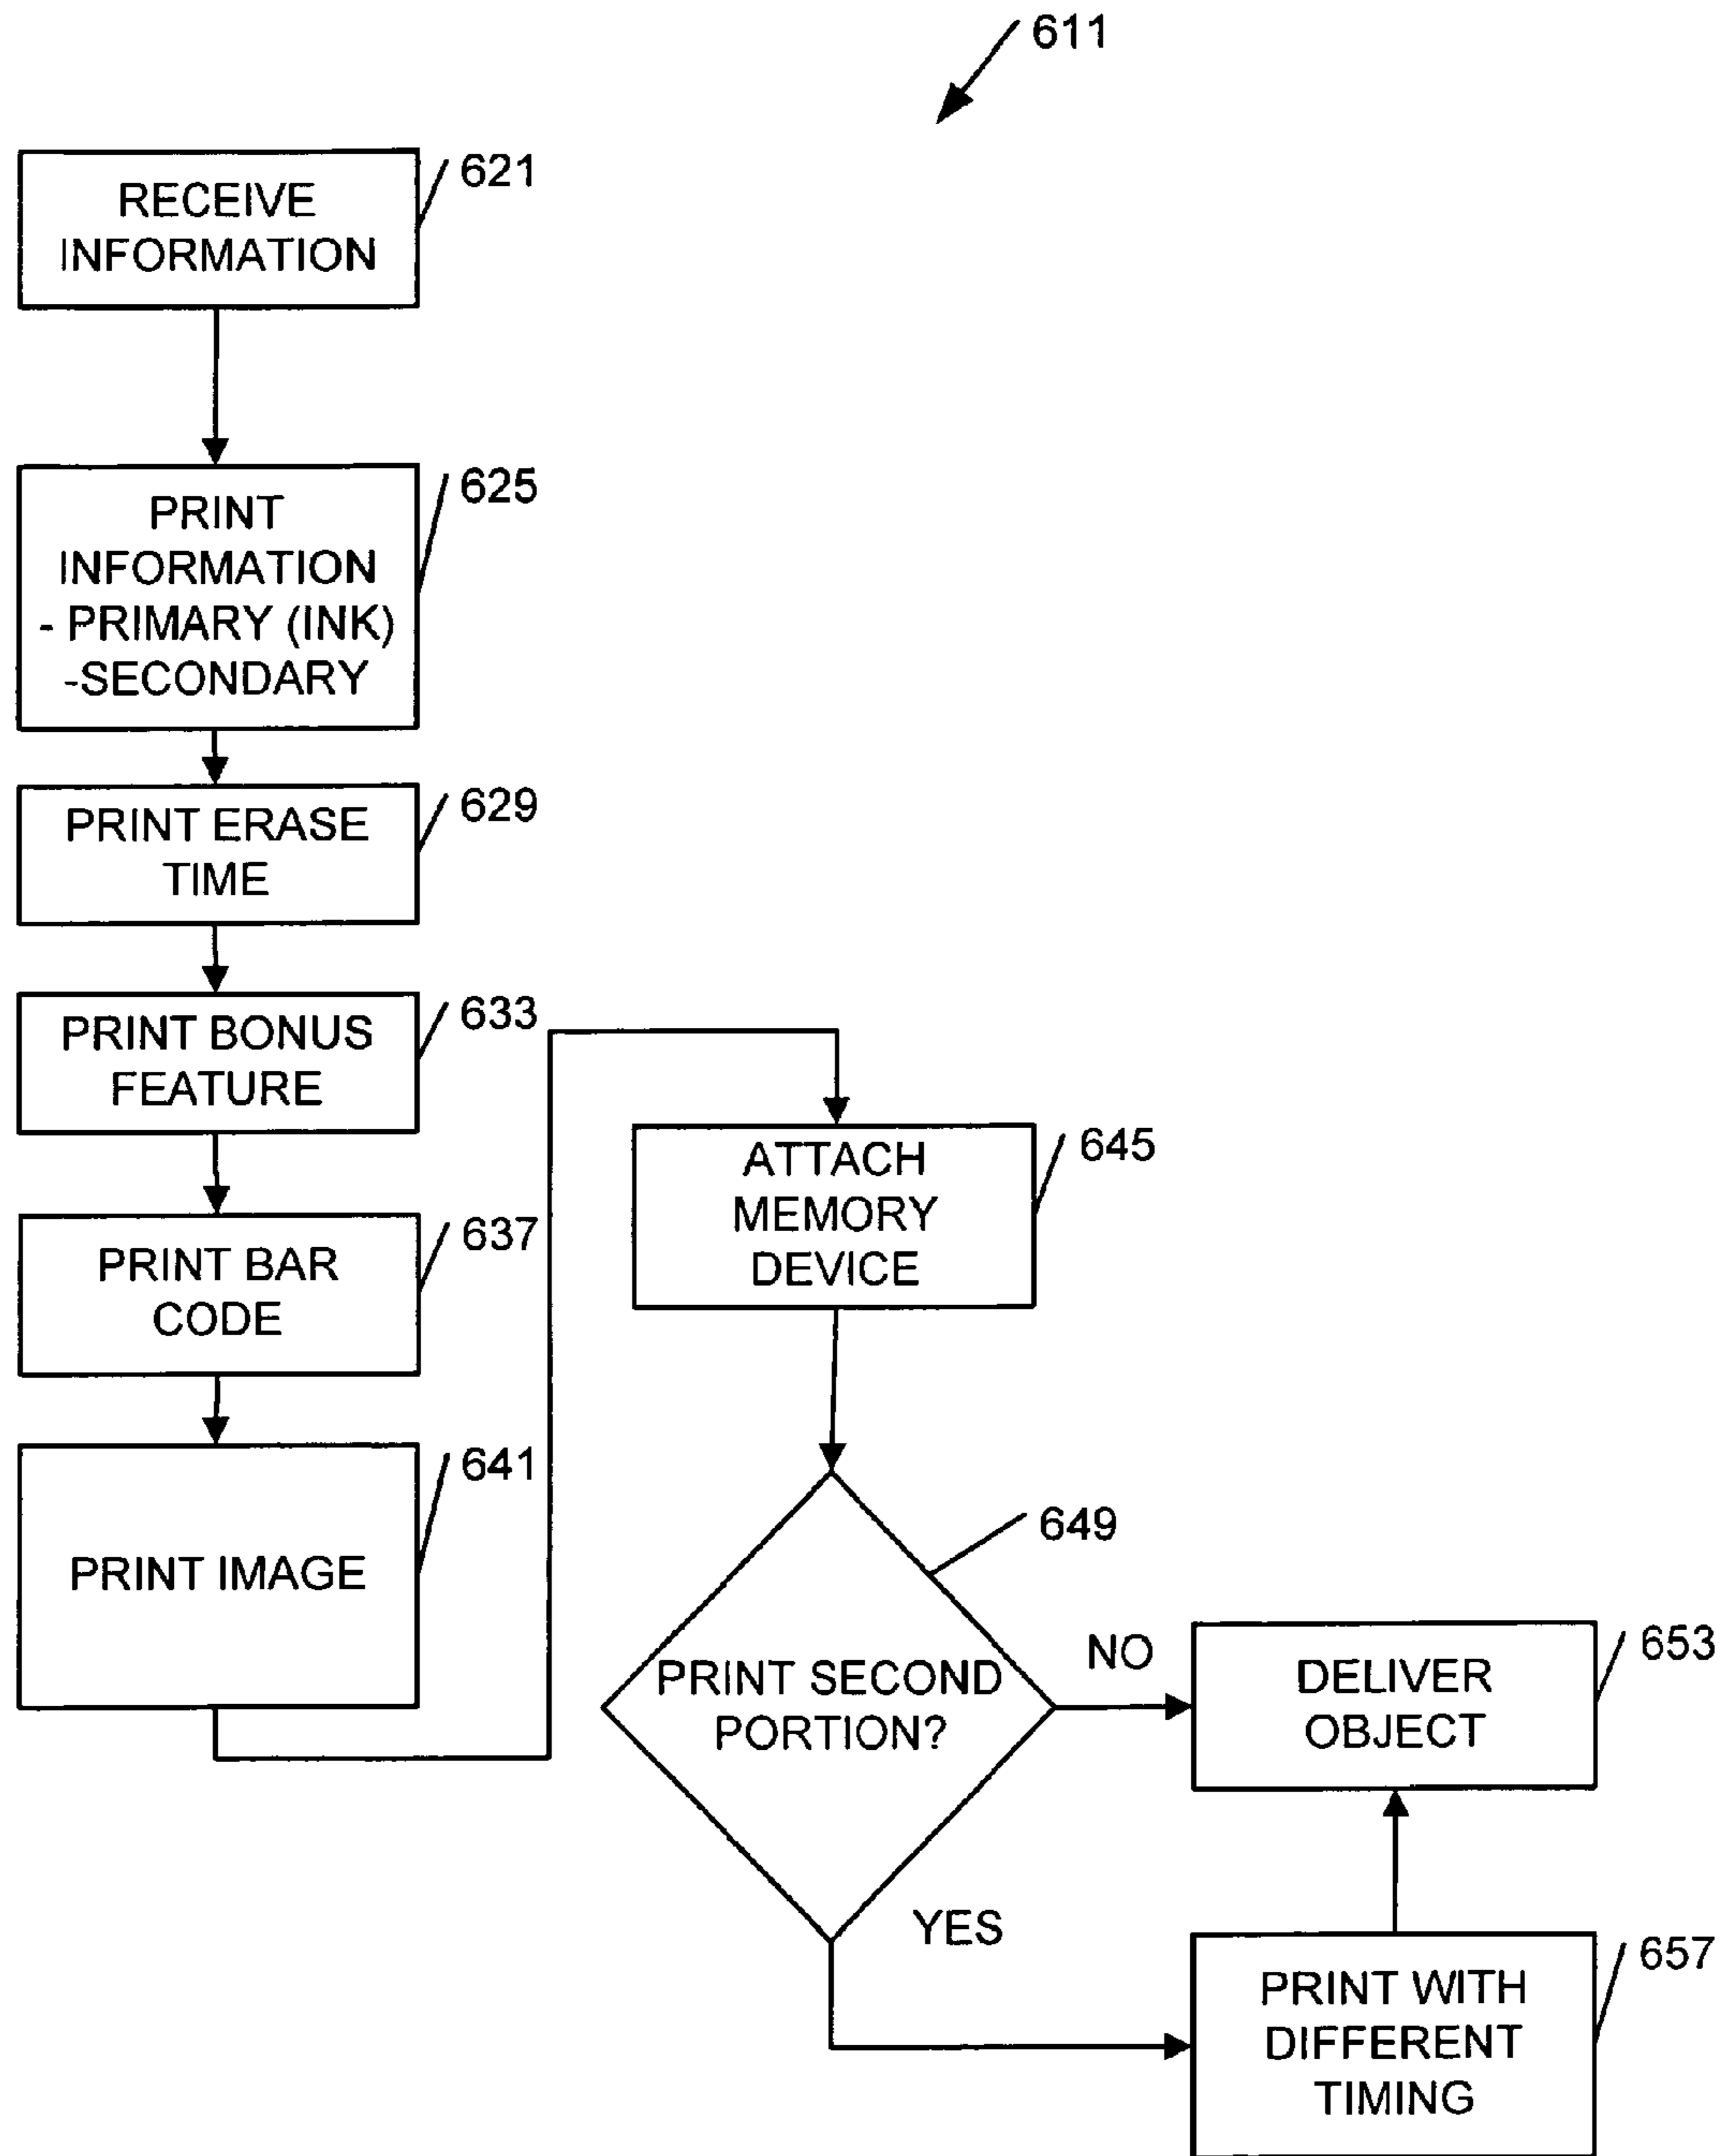 611
RECEIVE
INFORMATION
621
PRINT
INFORMATION
- PRIMARY (INK)
-SECONDARY
625
PRINT ERASE
TIME
629
PRINT BONUS
FEATURE
633
PRINT BAR
CODE
637
PRINT IMAGE
641
ATTACH
MEMORY
DEVICE
645
PRINT SECOND
PORTION?
649
NO
DELIVER
OBJECT
653
YES
PRINT WITH
DIFFERENT
TIMING
657